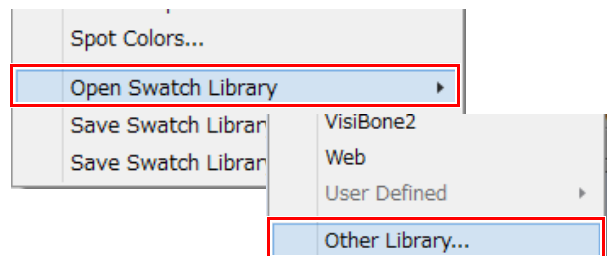 Spot Colors...
Open Swatch Library
Save Swatch Librar
Save Swatch Librar
VisiBone2
Web
User Defined
Other Library...